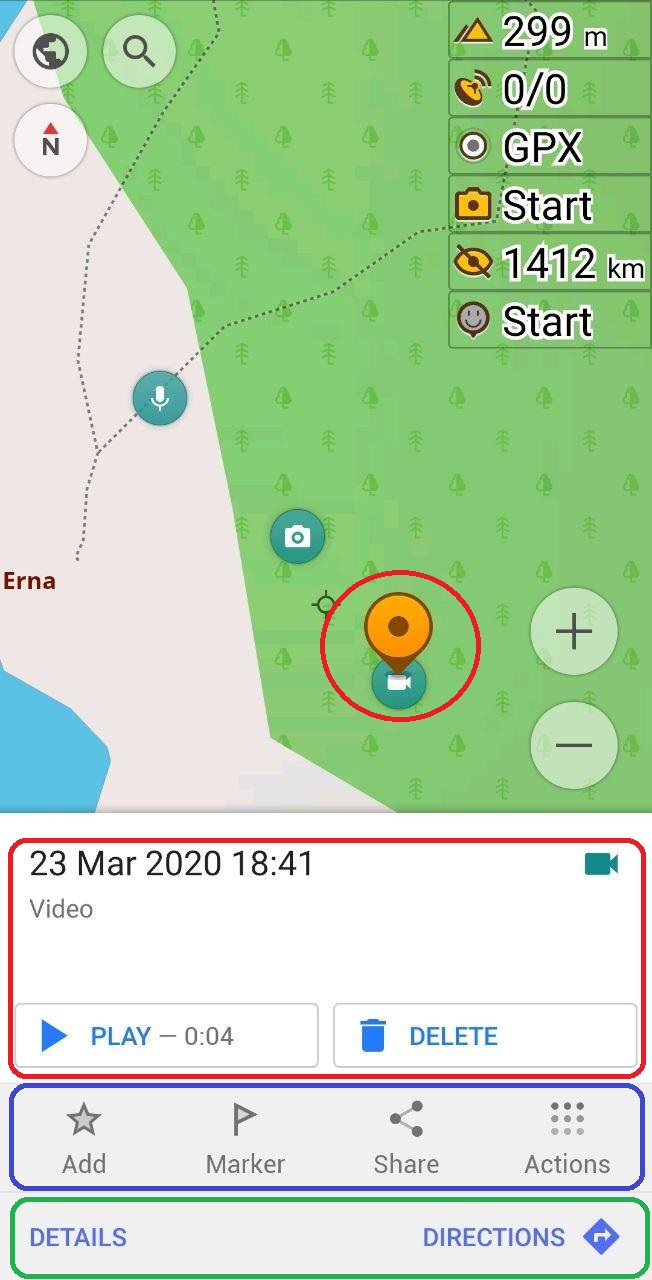 299 m
0/0
N
GPX
Start
1412 km
Start
Erna
23 Mar 2020 18:41
Video
PLAY — 0:04
DELETE
Add Marker Share Actions
DETAILS DIRECTIONS